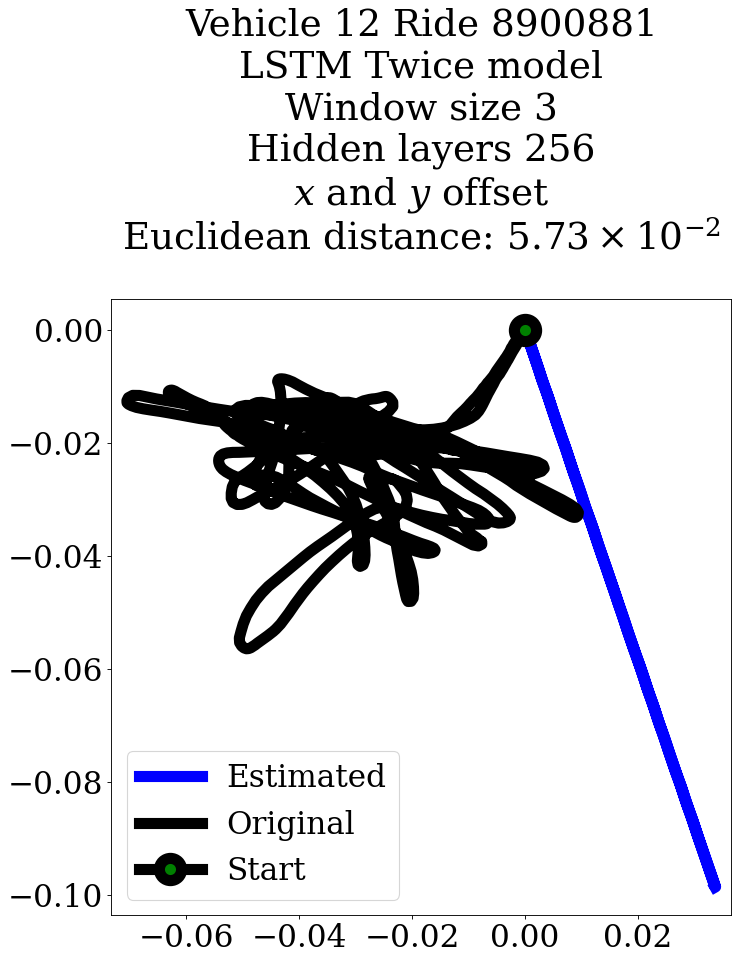 Vehicle 12 Ride 8900881
LSTM Twice model
Window size 3
Hidden layers 256
x and y offset
Euclidean distance: 5.73 × 10⁻²
0.00
−0.02
−0.04
−0.06
−0.08
−0.10
Estimated
Original
Start
−0.06 −0.04 −0.02 0.00 0.02